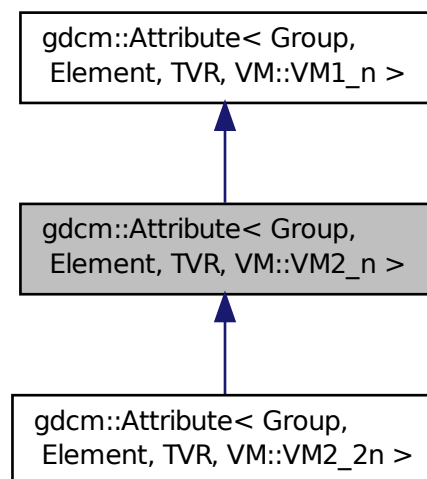 gdcm::Attribute< Group,
Element, TVR, VM::VM1_n >
gdcm::Attribute< Group,
Element, TVR, VM::VM2_n >
gdcm::Attribute< Group,
Element, TVR, VM::VM2_2n >